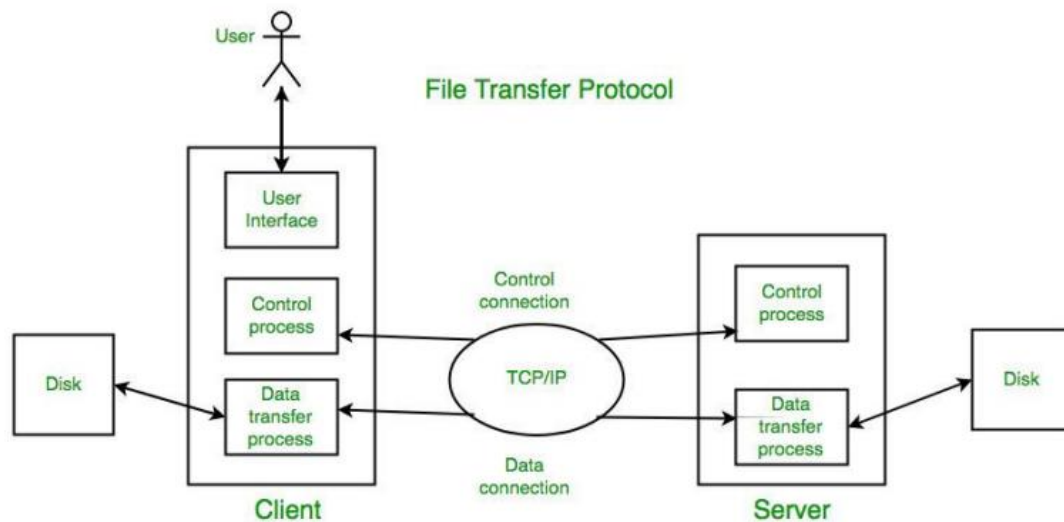 User
File Transfer Protocol
User
Interface
Control
process
Disk
Data
transfer
process
Client
Control
connection
TCP/IP
Data
connection
Control
process
Data
transfer
process
Server
Disk